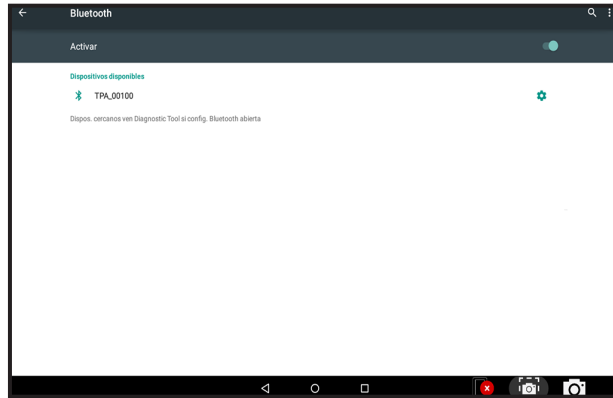 Bluetooth
Activar
Dispositivos disponibles
TPA_00100
Dispos. cercanos ven Diagnostic Tool si config. Bluetooth abierta